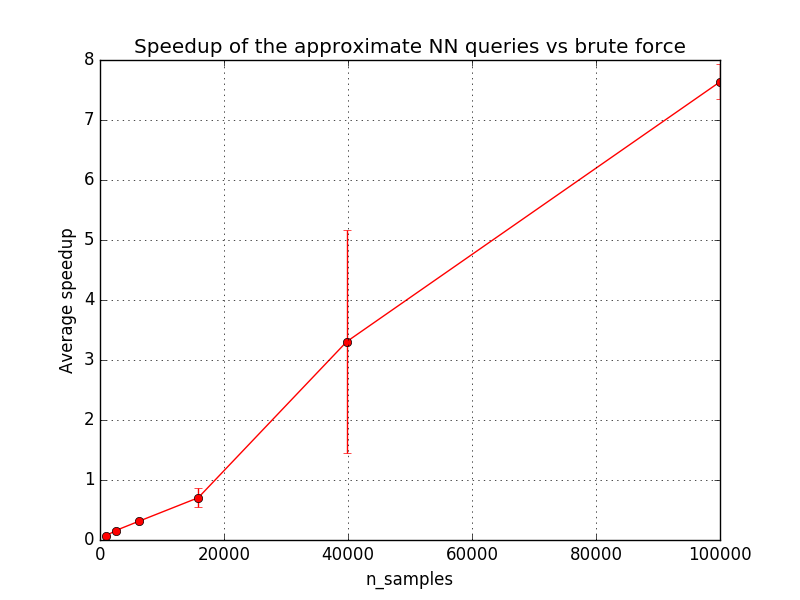 Speedup of the approximate NN queries vs brute force
8
7
6
5
4
3
2
1
0
Average speedup
0 20000 40000 60000 80000 100000
n_samples